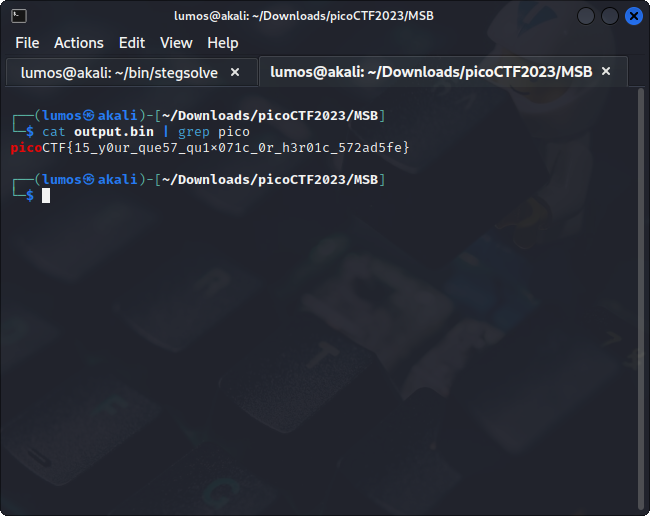 lumos@akali: ~/Downloads/picoCTF2023/MSB
File Actions Edit View Help
lumos@akali: ~/bin/stegsolve × lumos@akali: ~/Downloads/picoCTF2023/MSB ×
┌──(lumos㉿akali)-[~/Downloads/picoCTF2023/MSB]
└─$ cat output.bin | grep pico
picoCTF{15_y0ur_que57_qu1×071c_0r_h3r01c_572ad5fe}
┌──(lumos㉿akali)-[~/Downloads/picoCTF2023/MSB]
└─$